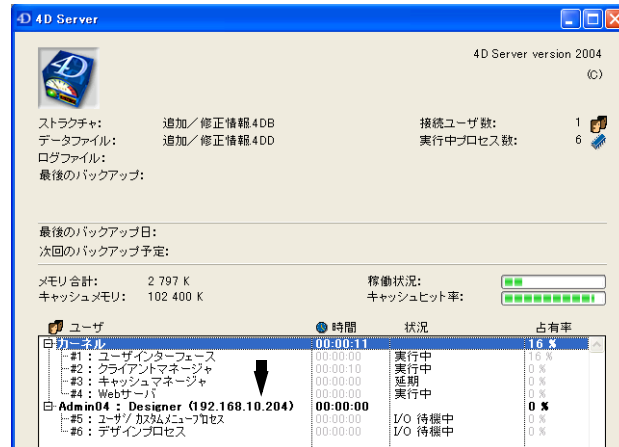 4D Server
4D Server version 2004
(C)
ストラクチャ: 追加／修正情報.4DB 接続ユーザ数: 1
データファイル: 追加／修正情報.4DD 実行中プロセス数: 6
ログファイル:
最後のバックアップ:
最後のバックアップ日:
次回のバックアップ予定:
メモリ合計: 2 797 K 稼働状況:
キャッシュメモリ: 102 400 K キャッシュヒット率:
ユーザ 時間 状況 占有率
カーネル 00:00:11 16 %
#1 : ユーザインターフェース 00:00:00 実行中 16 %
#2 : クライアントマネージャ 00:00:10 実行中 0 %
#3 : キャッシュマネージャ 00:00:00 延期 0 %
#4 : Webサーバ 00:00:00 実行中 0 %
Admin04 : Designer (192.168.10.204) 00:00:00 0 %
#5 : ユーザ/カスタムメニュープロセス 00:00:00 I/O 待機中 0 %
#6 : デザインプロセス 00:00:00 I/O 待機中 0 %